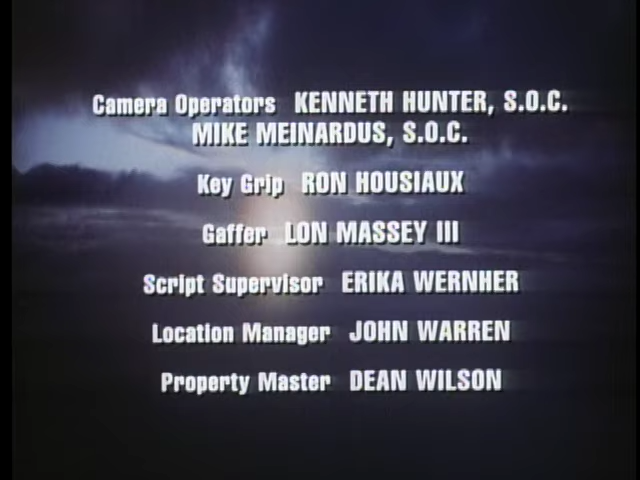 Camera Operators KENNETH HUNTER, S.O.C.
MIKE MEINARDUS, S.O.C.
Key Grip RON HOUSIAUX
Gaffer LON MASSEY III
Script Supervisor ERIKA WERNHER
Location Manager JOHN WARREN
Property Master DEAN WILSON